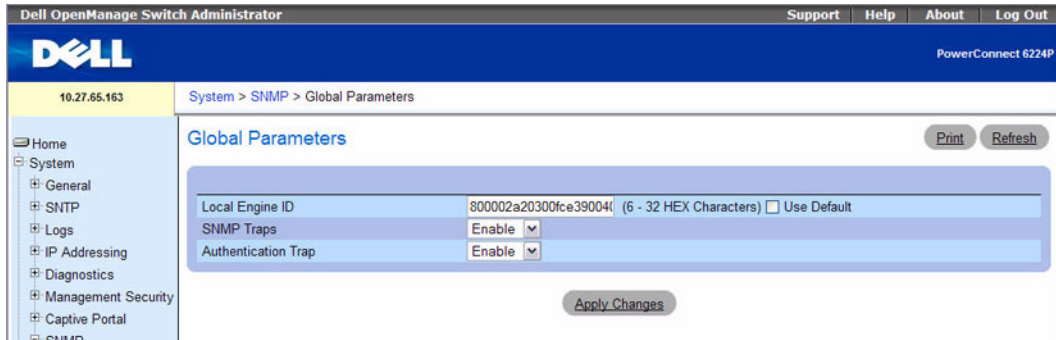 Dell OpenManage Switch Administrator
Support Help About Log Out
DELL
PowerConnect 6224P
10.27.65.163
System > SNMP > Global Parameters
Home
System
General
SNTP
Logs
IP Addressing
Diagnostics
Management Security
Captive Portal
SNMP
Global Parameters
Print Refresh
Local Engine ID 800002a20300fce390040 (6 - 32 HEX Characters) Use Default
SNMP Traps Enable
Authentication Trap Enable
Apply Changes